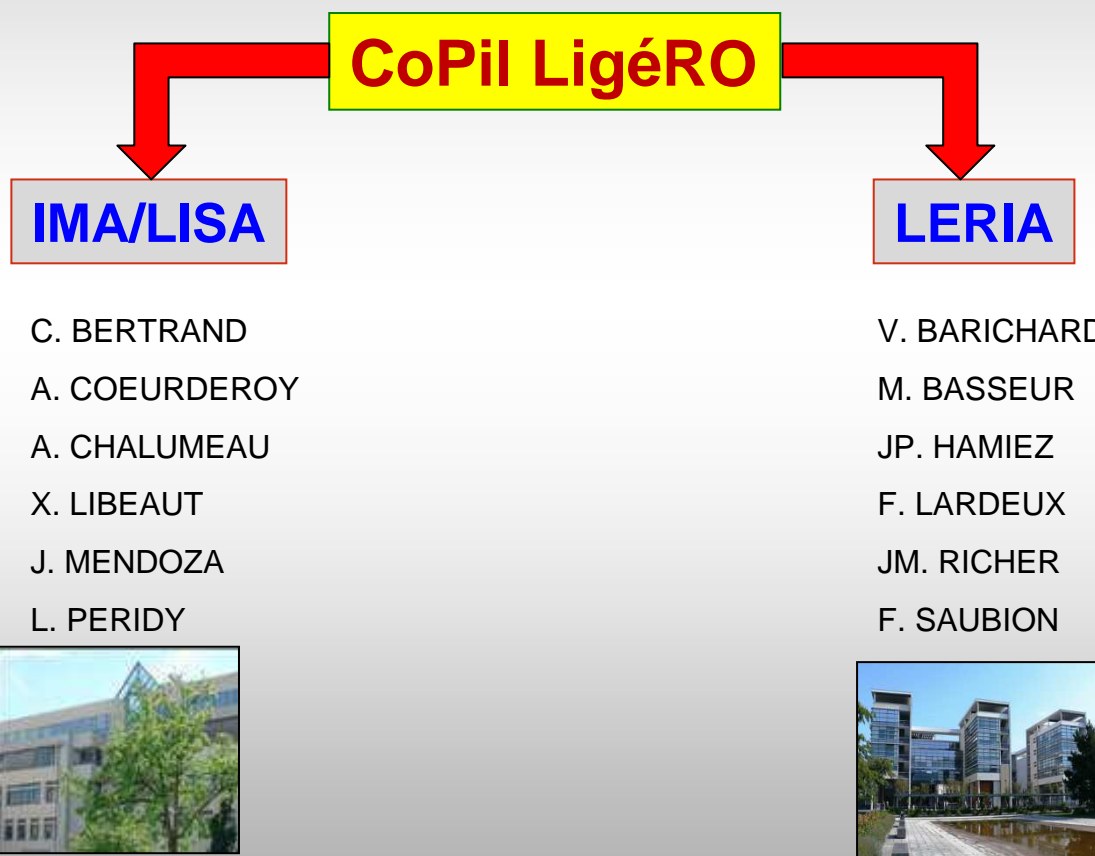 CoPil LigéRO
IMA/LISA
C. BERTRAND
A. COEURDEROY
A. CHALUMEAU
X. LIBEAUT
J. MENDOZA
L. PERIDY
LERIA
V. BARICHARD
M. BASSEUR
JP. HAMIEZ
F. LARDEUX
JM. RICHER
F. SAUBION